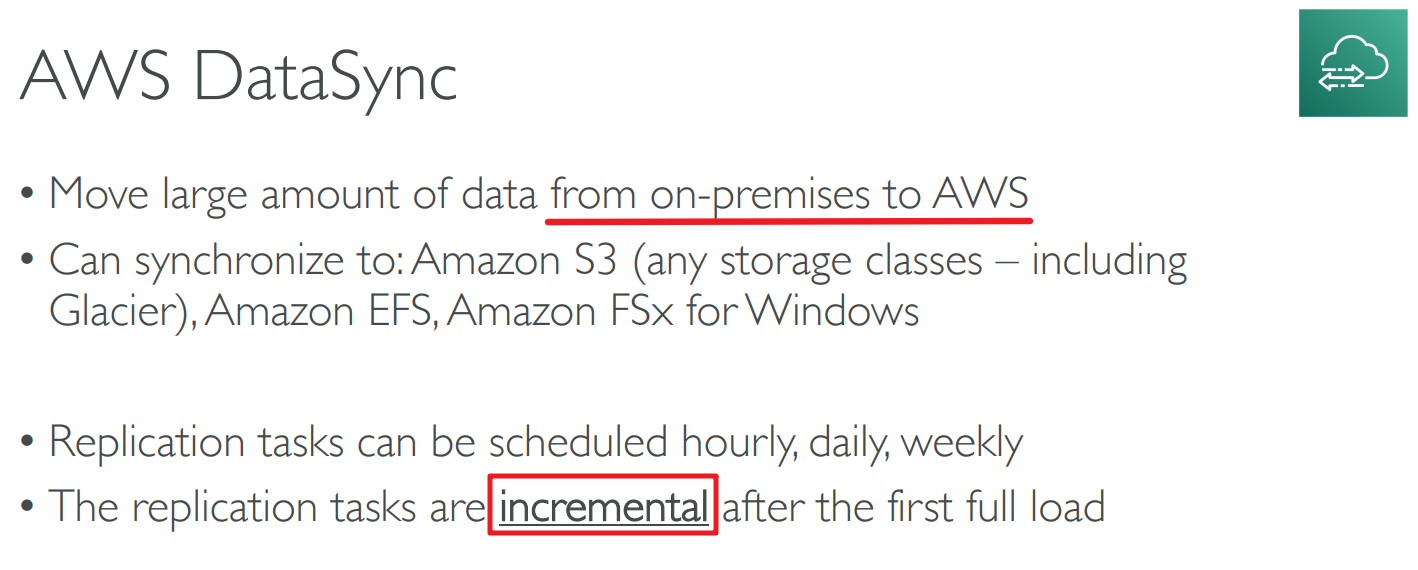 AWS DataSync
• Move large amount of data from on-premises to AWS
• Can synchronize to: Amazon S3 (any storage classes – including
Glacier), Amazon EFS, Amazon FSx for Windows
• Replication tasks can be scheduled hourly, daily, weekly
• The replication tasks are incremental after the first full load